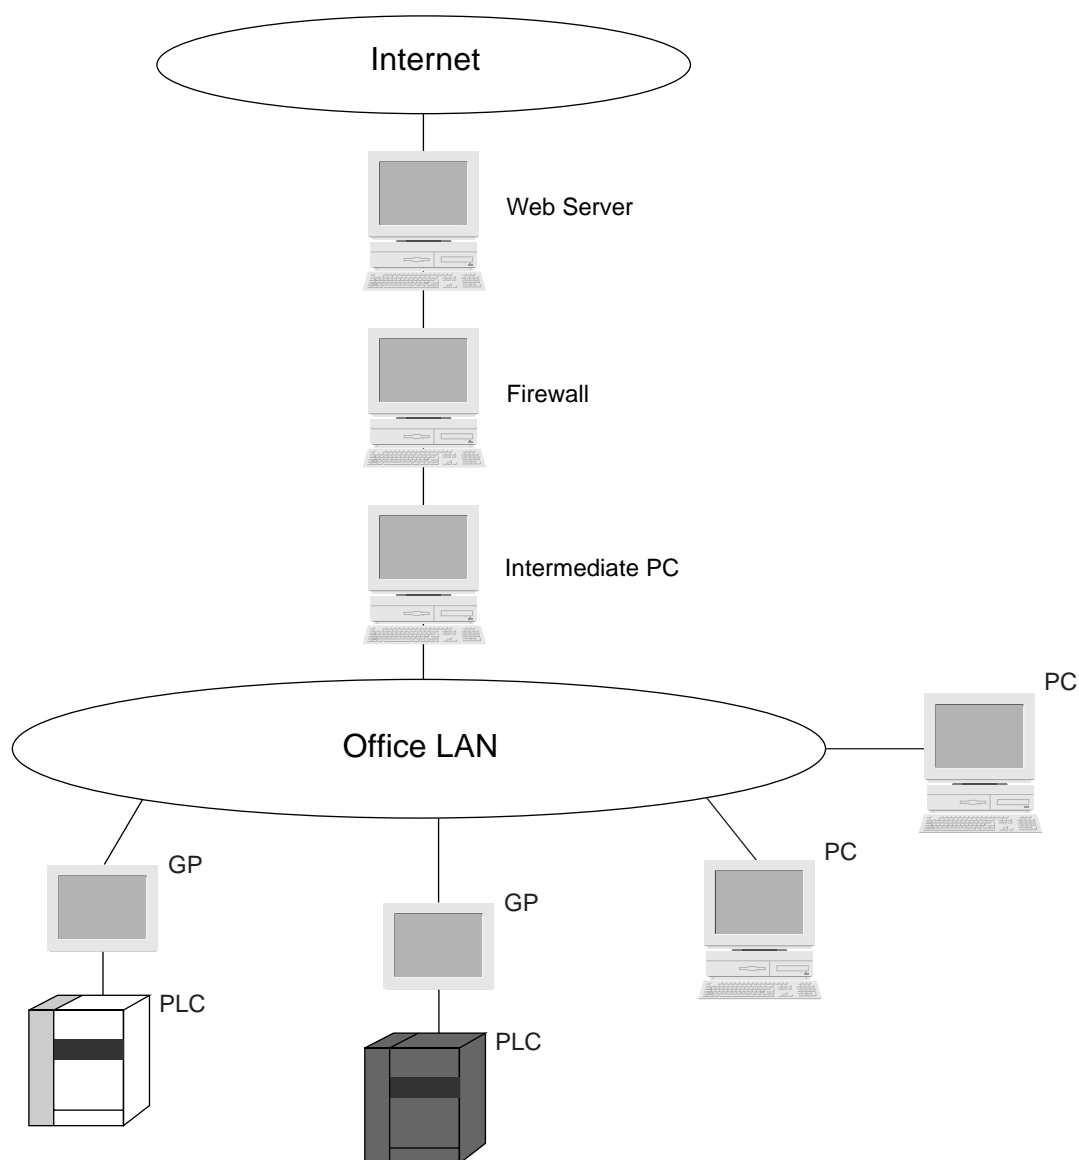 Internet
Web Server
Firewall
Intermediate PC
PC
Office LAN
PC
GP
GP
PLC
PLC